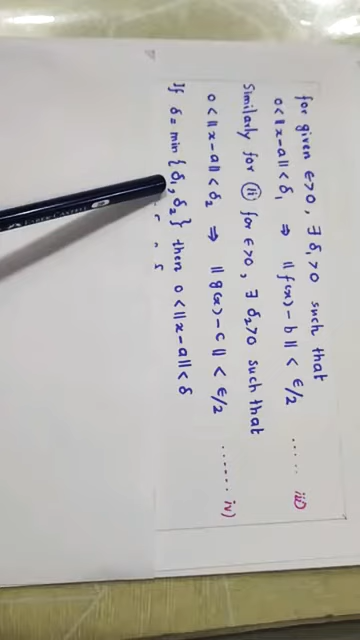 for given ϵ>0, ∃ δ₁>0 such that
0<||x-a||<δ₁ ⇒ ||f(x)-b|| < ϵ/2 ..... iii)
Similarly for (ii) for ϵ>0, ∃ δ₂>0 such that
0<||x-a||<δ₂ ⇒ ||g(x)-c|| < ϵ/2 ....... iv)
If δ= min {δ₁, δ₂} then 0<||x-a||<δ